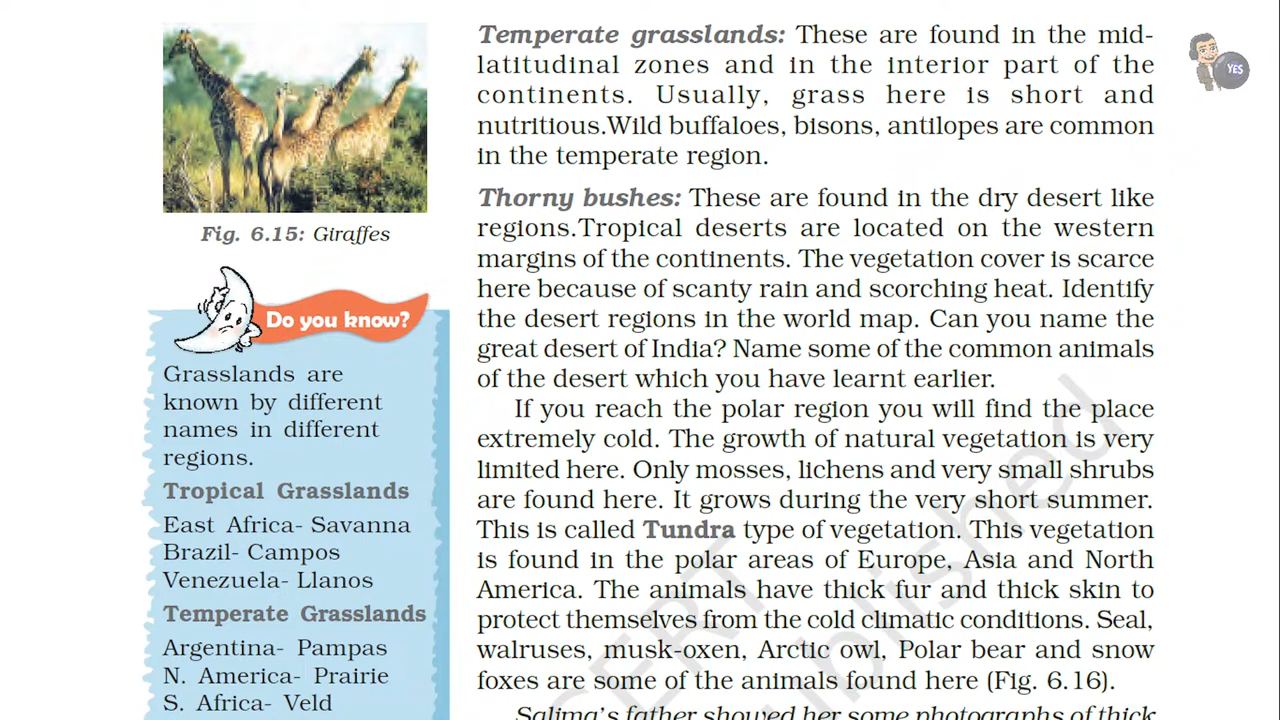 Fig. 6.15: Giraffes
Do you know?
Grasslands are
known by different
names in different
regions.
Tropical Grasslands
East Africa- Savanna
Brazil- Campos
Venezuela- Llanos
Temperate Grasslands
Argentina- Pampas
N. America- Prairie
S. Africa- Veld
Temperate grasslands: These are found in the mid-
latitudinal zones and in the interior part of the
continents. Usually, grass here is short and
nutritious.Wild buffaloes, bisons, antilopes are common
in the temperate region.
Thorny bushes: These are found in the dry desert like
regions.Tropical deserts are located on the western
margins of the continents. The vegetation cover is scarce
here because of scanty rain and scorching heat. Identify
the desert regions in the world map. Can you name the
great desert of India? Name some of the common animals
of the desert which you have learnt earlier.
If you reach the polar region you will find the place
extremely cold. The growth of natural vegetation is very
limited here. Only mosses, lichens and very small shrubs
are found here. It grows during the very short summer.
This is called Tundra type of vegetation. This vegetation
is found in the polar areas of Europe, Asia and North
America. The animals have thick fur and thick skin to
protect themselves from the cold climatic conditions. Seal,
walruses, musk-oxen, Arctic owl, Polar bear and snow
foxes are some of the animals found here (Fig. 6.16).
Salima's father showed her some photographs of thick
YES